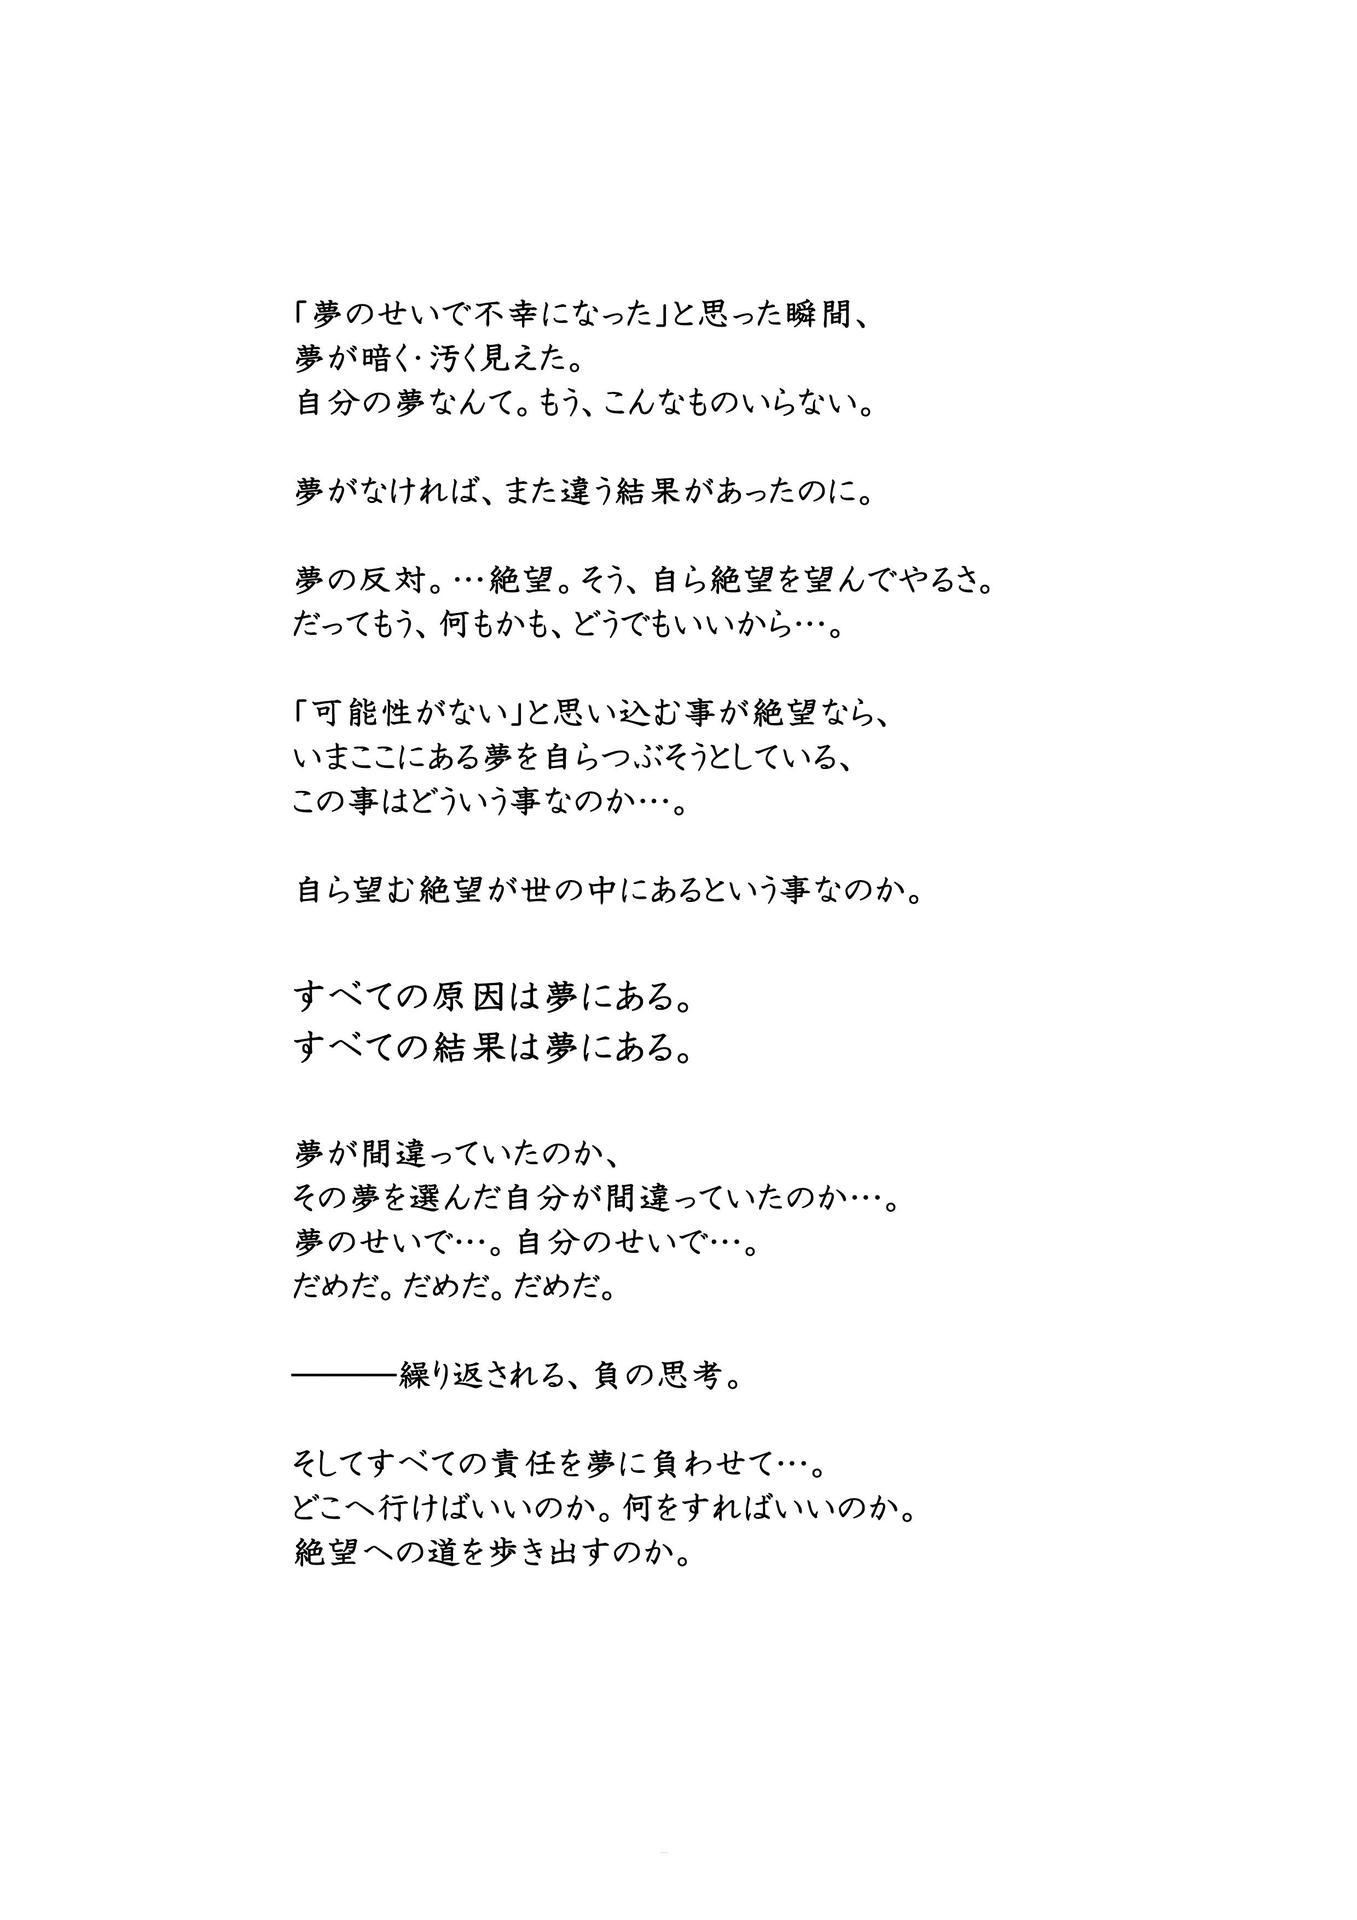 「夢のせいで不幸になった」と思った瞬間、
夢が暗く・汚く見えた。
自分の夢なんて。もう、こんなものいらない。
夢がなければ、また違う結果があったのに。
夢の反対。…絶望。そう、自ら絶望を望んでやるさ。
だってもう、何もかも、どうでもいいから…。
「可能性がない」と思い込む事が絶望なら、
いまここにある夢を自らつぶそうとしている、
この事はどういう事なのか…。
自ら望む絶望が世の中にあるという事なのか。
すべての原因は夢にある。
すべての結果は夢にある。
夢が間違っていたのか、
その夢を選んだ自分が間違っていたのか…。
夢のせいで…。自分のせいで…。
だめだ。だめだ。だめだ。
―――繰り返される、負の思考。
そしてすべての責任を夢に負わせて…。
どこへ行けばいいのか。何をすればいいのか。
絶望への道を歩き出すのか。